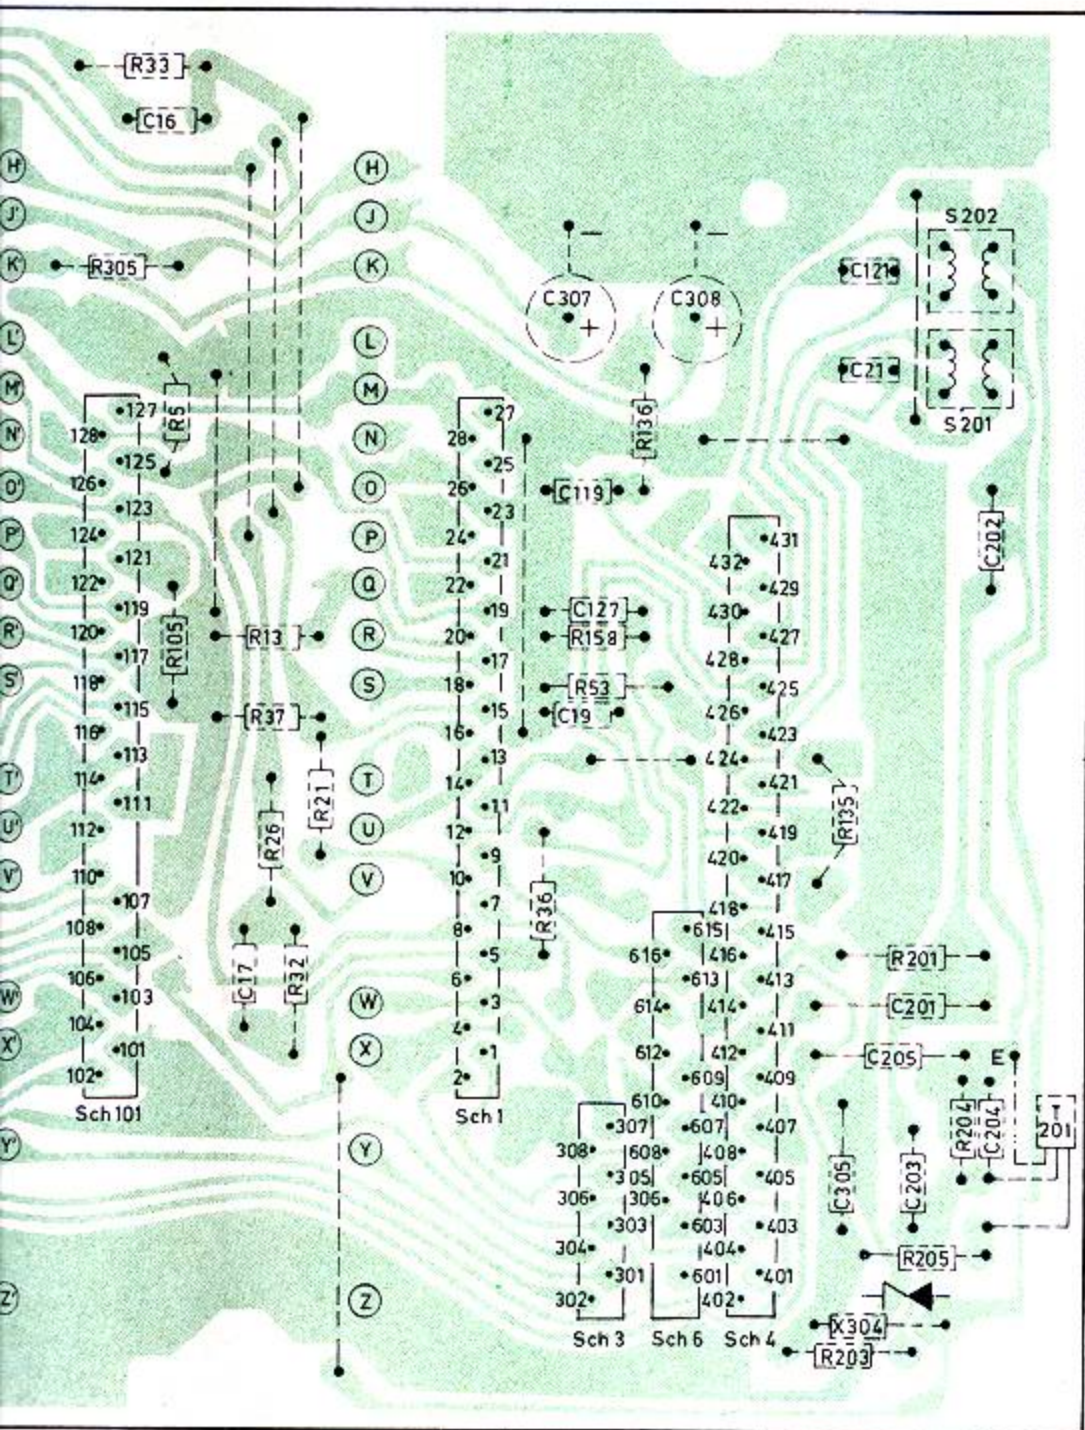 R33
C16
H' H
S202
J' J
K' R305 K C121
C307 C308
− −
+ +
L' L
C21
M' M
R5 R136
S201
127 27
N' 128 N 28
125 25
O' 126 O 26 C119
123 23
P' 124 P 24 431
C202
121 21 432
Q' 122 Q 22 429
119 19 C127 430
R' 120 R105 R13 R 20 R158 427
117 17 428
S' 118 S 18 R53 425
115 R37 15 C19 426
116 16 423
113 13 424
T' 114 R21 T 14 421
111 11 422 R135
U' 112 R26 U 12 419
9 420
V' 110 V 10 417
107 7 R36 418
108 8 615 415
105 C17 R32 5 616 416 R201
106 6 613 413
W' 103 W 3 614 414 C201
104 4 411
X' 101 X 1 612 412 C205 E
102 2 609 409
Sch 101 Sch 1 610 410 R204 C204 T 201
307 607 407
Y' Y 308 608 408
305 605 405 C305 C203
306 306 406
303 603 403
304 404 R205
301 601 401
Z' Z 302 402
X304
Sch 3 Sch 6 Sch 4
R203